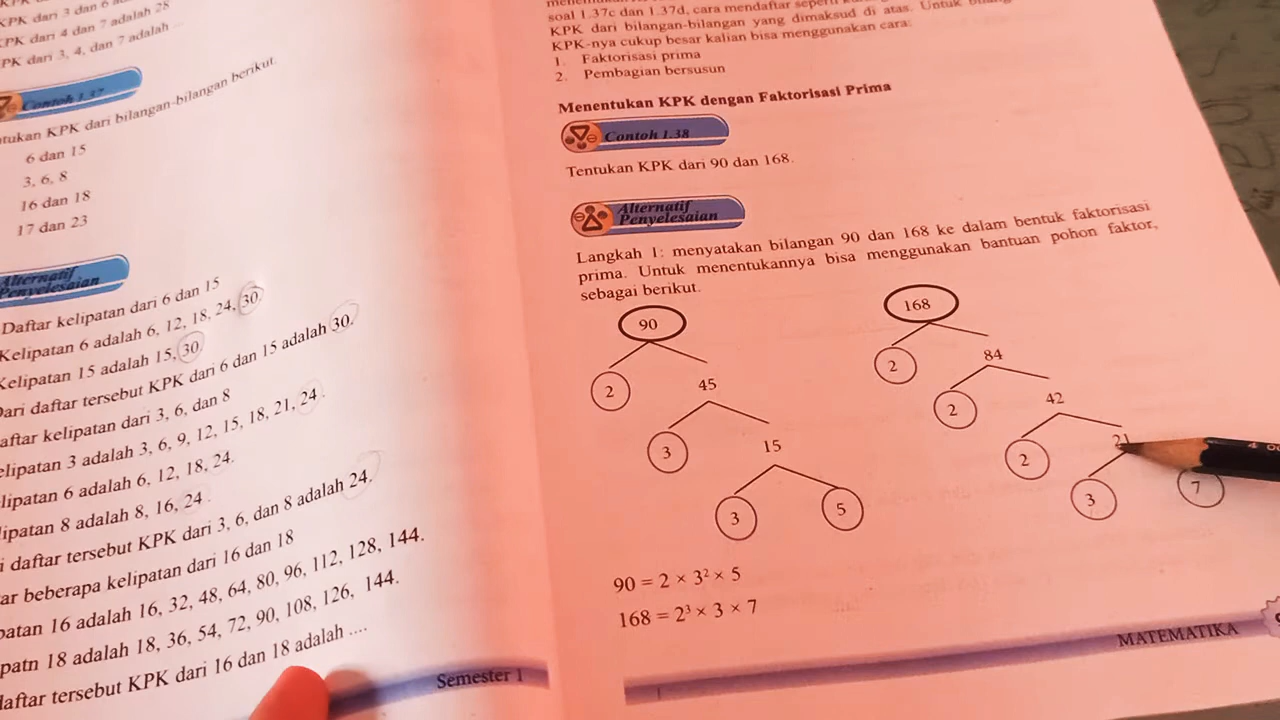 KPK dari 3 dan 6
KPK dari 4 dan 7 adalah 28
KPK dari 3, 4, dan 7 adalah ...
Contoh 1.37
tukan KPK dari bilangan-bilangan berikut.
6 dan 15
3, 6, 8
16 dan 18
17 dan 23
Alternatif
Penyelesaian
Daftar kelipatan dari 6 dan 15
Kelipatan 6 adalah 6, 12, 18, 24, 30
Kelipatan 15 adalah 15, 30
Dari daftar tersebut KPK dari 6 dan 15 adalah 30.
aftar kelipatan dari 3, 6, dan 8
elipatan 3 adalah 3, 6, 9, 12, 15, 18, 21, 24.
lipatan 6 adalah 6, 12, 18, 24.
ipatan 8 adalah 8, 16, 24.
i daftar tersebut KPK dari 3, 6, dan 8 adalah 24.
ar beberapa kelipatan dari 16 dan 18
patan 16 adalah 16, 32, 48, 64, 80, 96, 112, 128, 144.
patn 18 adalah 18, 36, 54, 72, 90, 108, 126, 144.
daftar tersebut KPK dari 16 dan 18 adalah ....
Semester 1
soal 1.37c dan 1.37d, cara mendaftar seperti
KPK dari bilangan-bilangan yang dimaksud di atas. Untuk
KPK-nya cukup besar kalian bisa menggunakan cara:
1. Faktorisasi prima
2. Pembagian bersusun
Menentukan KPK dengan Faktorisasi Prima
Contoh 1.38
Tentukan KPK dari 90 dan 168.
Alternatif
Penyelesaian
Langkah 1: menyatakan bilangan 90 dan 168 ke dalam bentuk faktorisasi
prima. Untuk menentukannya bisa menggunakan bantuan pohon faktor,
sebagai berikut.
90
2 45
3 15
3 5
168
2 84
2 42
2 21
3 7
90 = 2 × 3² × 5
168 = 2³ × 3 × 7
MATEMATIKA